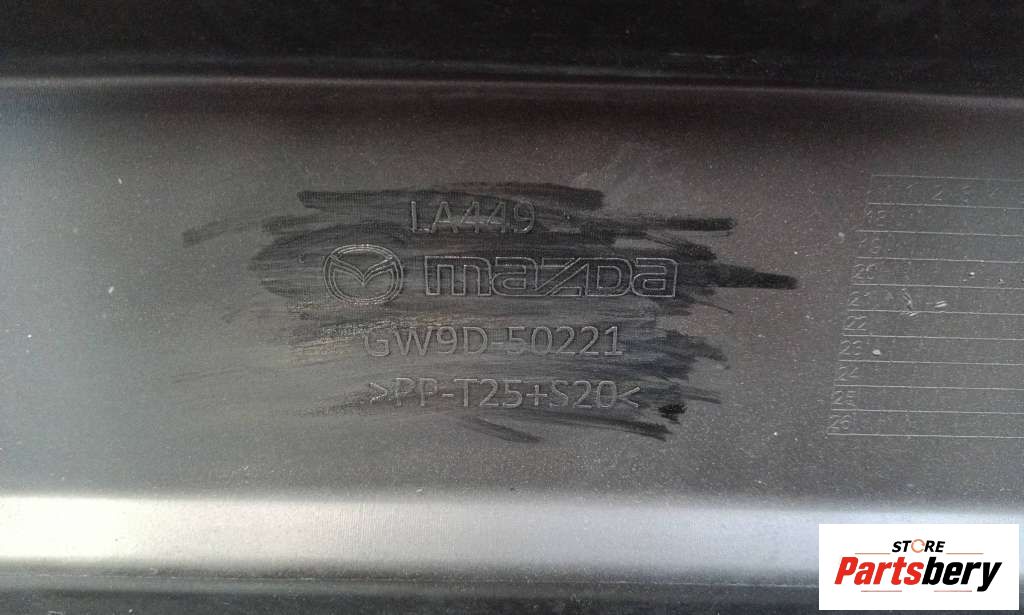 LA449
mazda
GW9D-50221
>PP-T25+S20<
STORE
Partsbery